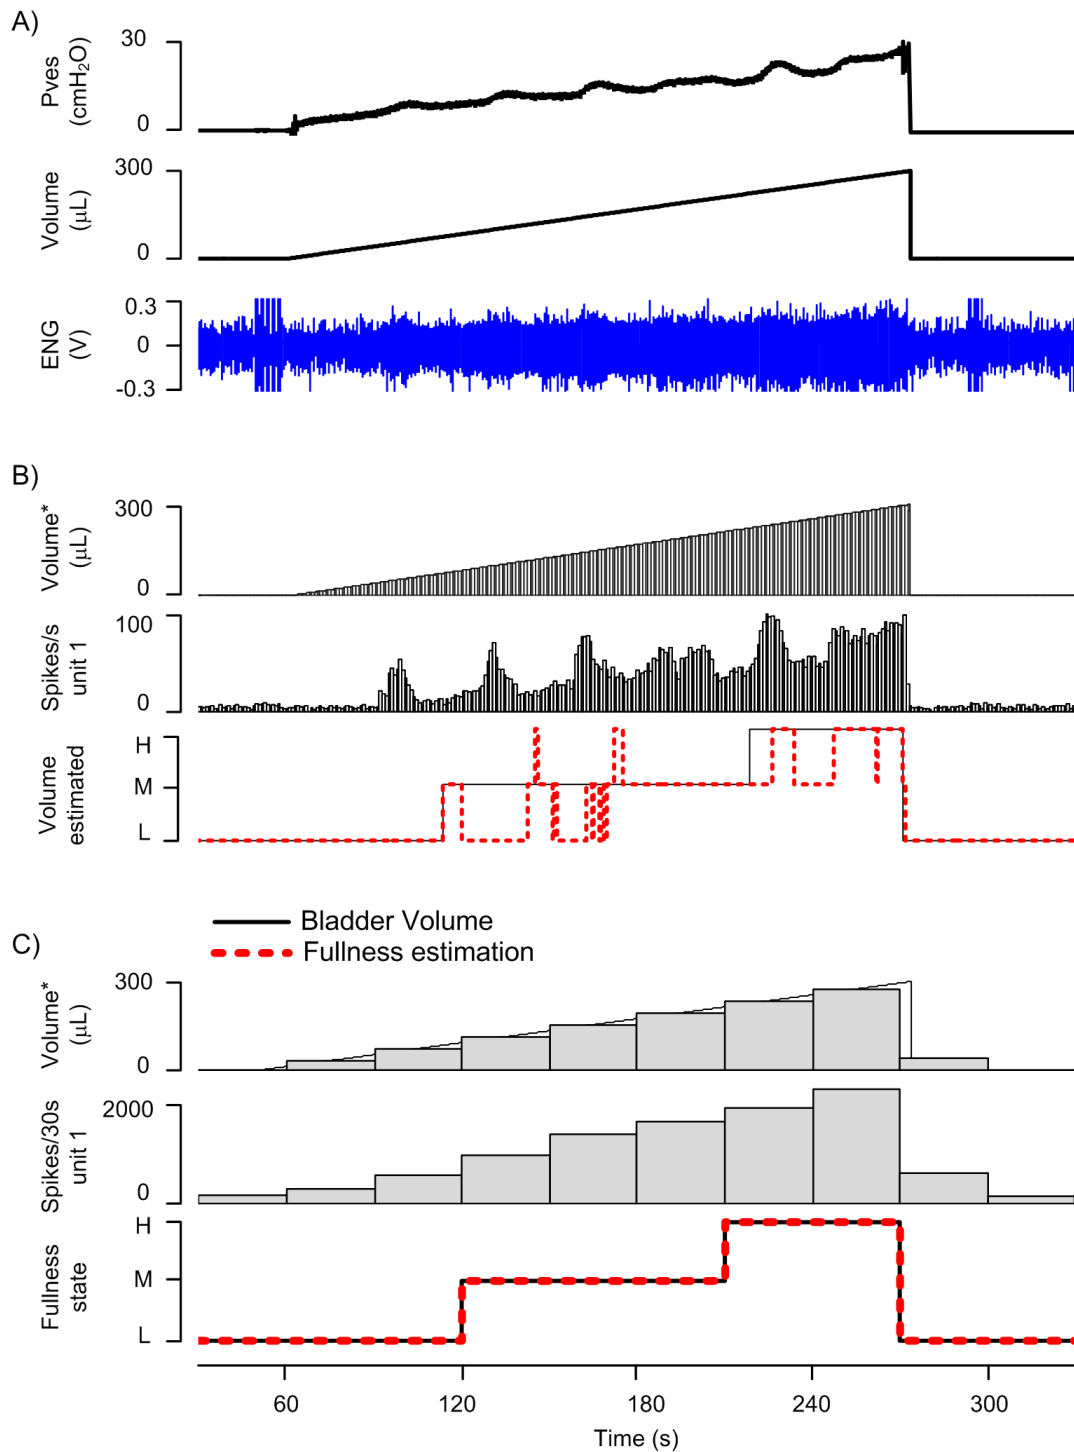 A)
30
0
Pves
(cmH₂O)
300
0
Volume
(μL)
0.3
0
-0.3
ENG
(V)
B)
300
0
Volume*
(μL)
100
0
Spikes/s
unit 1
H
M
L
Volume
estimated
Bladder Volume
Fullness estimation
C)
300
0
Volume*
(μL)
2000
0
Spikes/30s
unit 1
H
M
L
Fullness
state
60 120 180 240 300
Time (s)